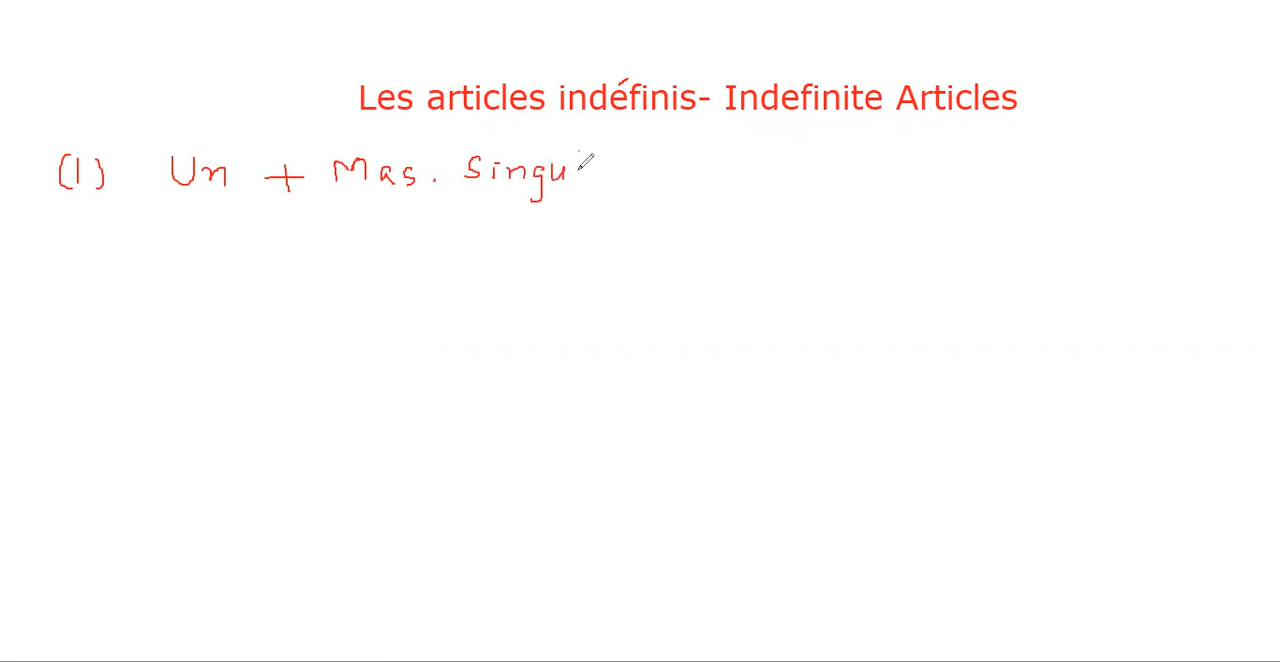 Les articles indéfinis- Indefinite Articles
(1) Un + Mas. Singu